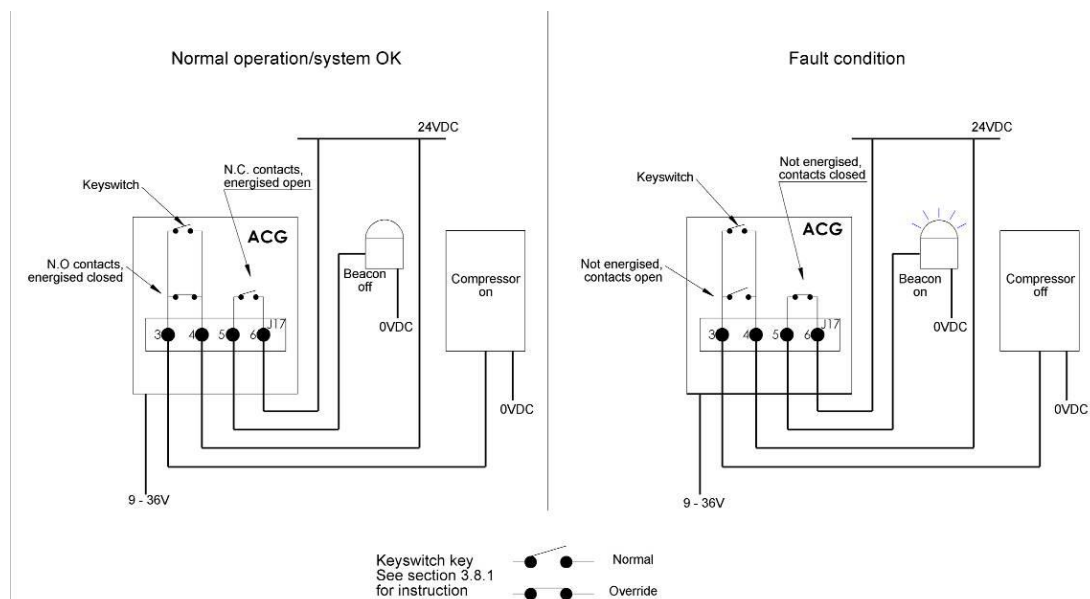 Normal operation/system OK
24VDC
N.C. contacts,
energised open
Keyswitch
ACG
N.O contacts,
energised closed
Beacon
off
Compressor
on
0VDC
J17
3 4 5 6
0VDC
9 - 36V
Fault condition
24VDC
Not energised,
contacts closed
Keyswitch
ACG
Not energised,
contacts open
Beacon
on
Compressor
off
0VDC
J17
3 4 5 6
0VDC
9 - 36V
Keyswitch key
See section 3.8.1
for instruction
Normal
Override